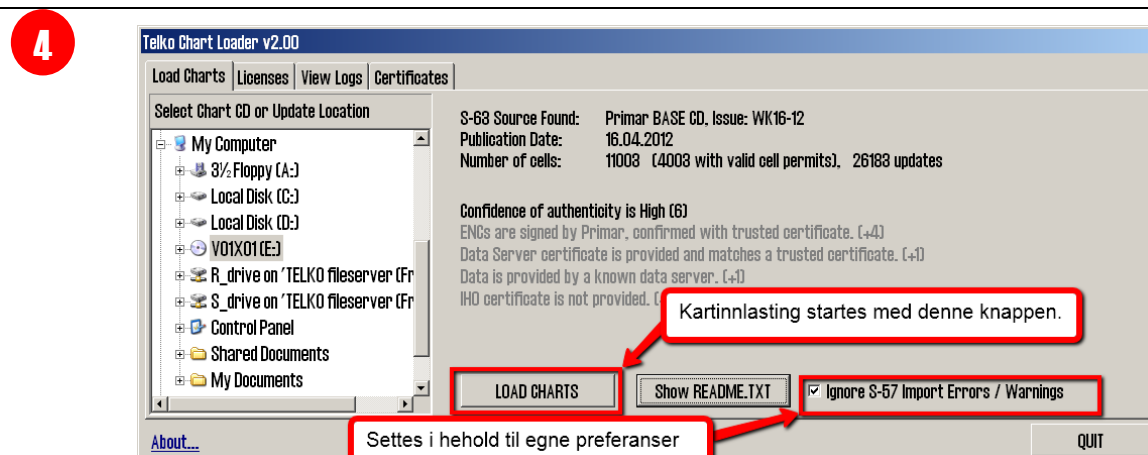 4
Telko Chart Loader v2.00
Load Charts Licenses View Logs Certificates
Select Chart CD or Update Location
My Computer
3½ Floppy (A:)
Local Disk (C:)
Local Disk (D:)
V01X01 (E:)
R_drive on 'TELKO fileserver (Fr
S_drive on 'TELKO fileserver (Fr
Control Panel
Shared Documents
My Documents
S-63 Source Found: Primar BASE CD, Issue: WK16-12
Publication Date: 16.04.2012
Number of cells: 11003 (4003 with valid cell permits), 26183 updates
Confidence of authenticity is High (6)
ENCs are signed by Primar, confirmed with trusted certificate. (+4)
Data Server certificate is provided and matches a trusted certificate. (+1)
Data is provided by a known data server. (+1)
IHO certificate is not provided. (
Kartinnlasting startes med denne knappen.
LOAD CHARTS Show README.TXT Ignore S-57 Import Errors / Warnings
About... Settes i hehold til egne preferanser QUIT